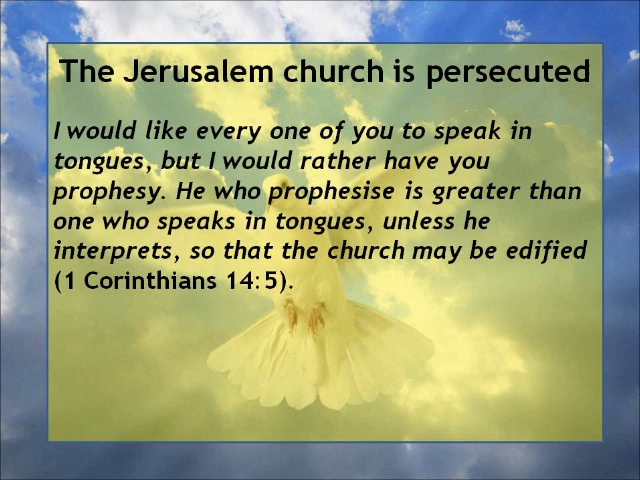 The Jerusalem church is persecuted
I would like every one of you to speak in
tongues, but I would rather have you
prophesy. He who prophesise is greater than
one who speaks in tongues, unless he
interprets, so that the church may be edified
(1 Corinthians 14:5).